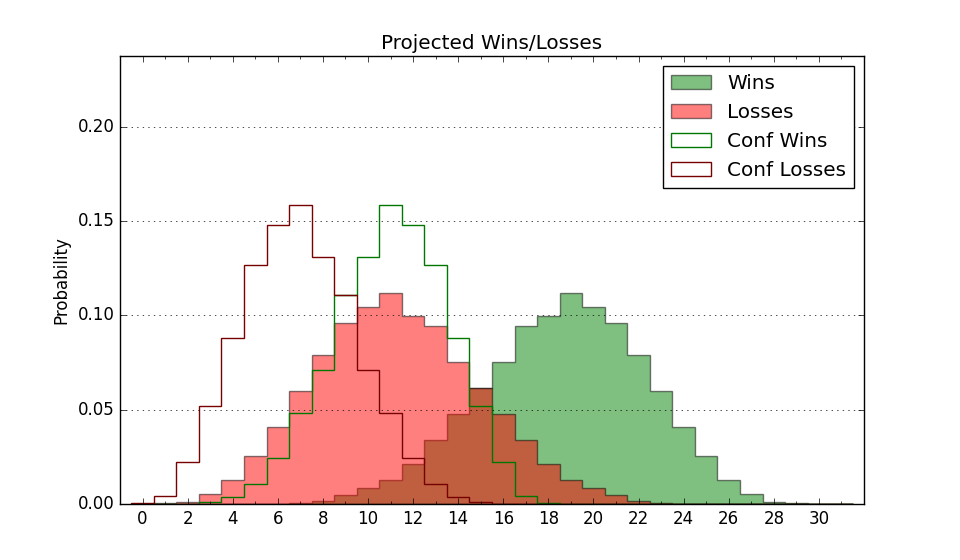 Projected Wins/Losses
Wins
Losses
Conf Wins
Conf Losses
Probability
0.20
0.15
0.10
0.05
0.00
0 2 4 6 8 10 12 14 16 18 20 22 24 26 28 30